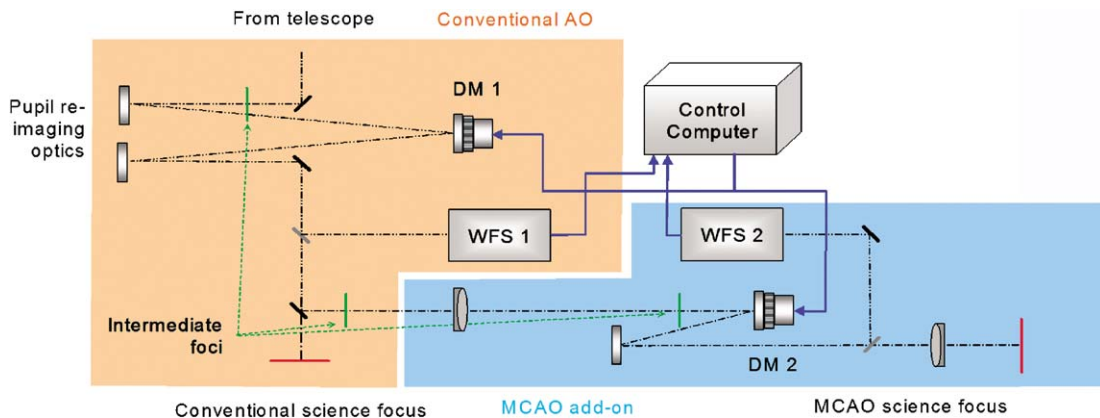 From telescope
Conventional AO
DM 1
Pupil re-
imaging
optics
Control
Computer
WFS 1
WFS 2
Intermediate
foci
DM 2
Conventional science focus
MCAO add-on
MCAO science focus